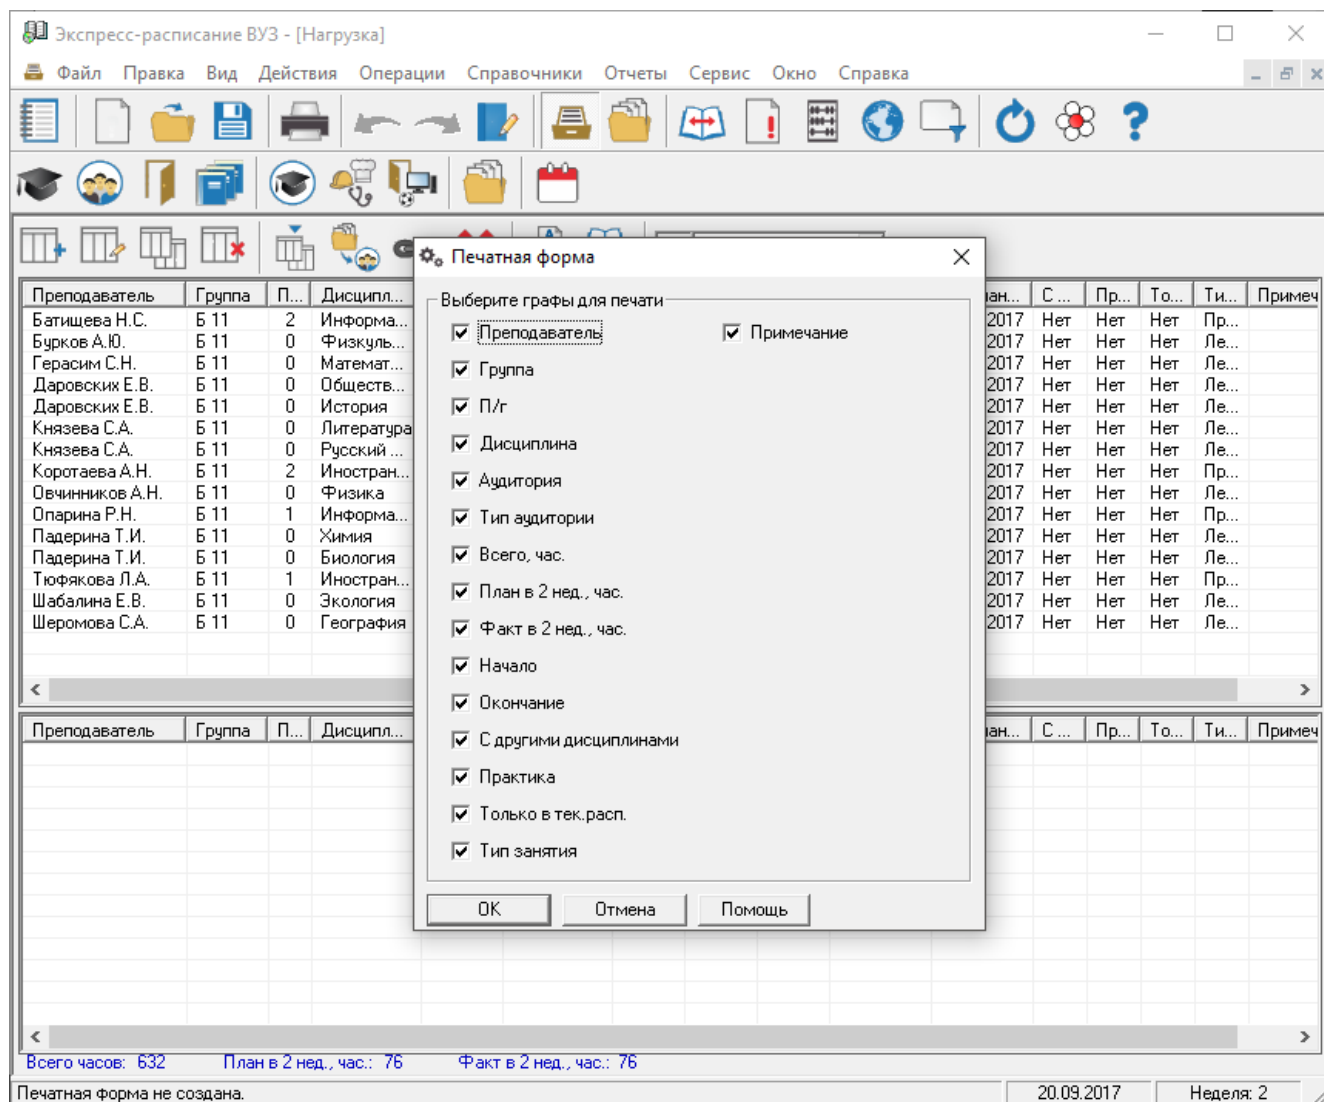 Экспресс-расписание ВУЗ - [Нагрузка]
Файл Правка Вид Действия Операции Справочники Отчеты Сервис Окно Справка
Печатная форма
Преподаватель Группа П... Дисципл... С ... Пр... То... Ти... Примеч
Выберите графы для печати
Батищева Н.С. Б 11 2 Информа... 2017 Нет Нет Нет Пр...
Бурков А.Ю. Б 11 0 Физкуль... 2017 Нет Нет Нет Ле...
Герасим С.Н. Б 11 0 Математ... 2017 Нет Нет Нет Ле...
Даровских Е.В. Б 11 0 Обществ... 2017 Нет Нет Нет Ле...
Даровских Е.В. Б 11 0 История 2017 Нет Нет Нет Ле...
Князева С.А. Б 11 0 Литература 2017 Нет Нет Нет Ле...
Князева С.А. Б 11 0 Русский ... 2017 Нет Нет Нет Ле...
Коротаева А.Н. Б 11 2 Иностран... 2017 Нет Нет Нет Пр...
Овчинников А.Н. Б 11 0 Физика 2017 Нет Нет Нет Ле...
Опарина Р.Н. Б 11 1 Информа... 2017 Нет Нет Нет Пр...
Падерина Т.И. Б 11 0 Химия 2017 Нет Нет Нет Ле...
Падерина Т.И. Б 11 0 Биология 2017 Нет Нет Нет Ле...
Тюфякова Л.А. Б 11 1 Иностран... 2017 Нет Нет Нет Пр...
Шабалина Е.В. Б 11 0 Экология 2017 Нет Нет Нет Ле...
Шеромова С.А. Б 11 0 География 2017 Нет Нет Нет Ле...
Преподаватель Примечание
Группа
П/г
Дисциплина
Аудитория
Тип аудитории
Всего, час.
План в 2 нед., час.
Факт в 2 нед., час.
Начало
Окончание
С другими дисциплинами
Практика
Только в тек.расп.
Тип занятия
OK Отмена Помощь
Преподаватель Группа П... Дисципл... С ... Пр... То... Ти... Примеч
Всего часов: 632 План в 2 нед., час.: 76 Факт в 2 нед., час.: 76
Печатная форма не создана. 20.09.2017 Неделя: 2